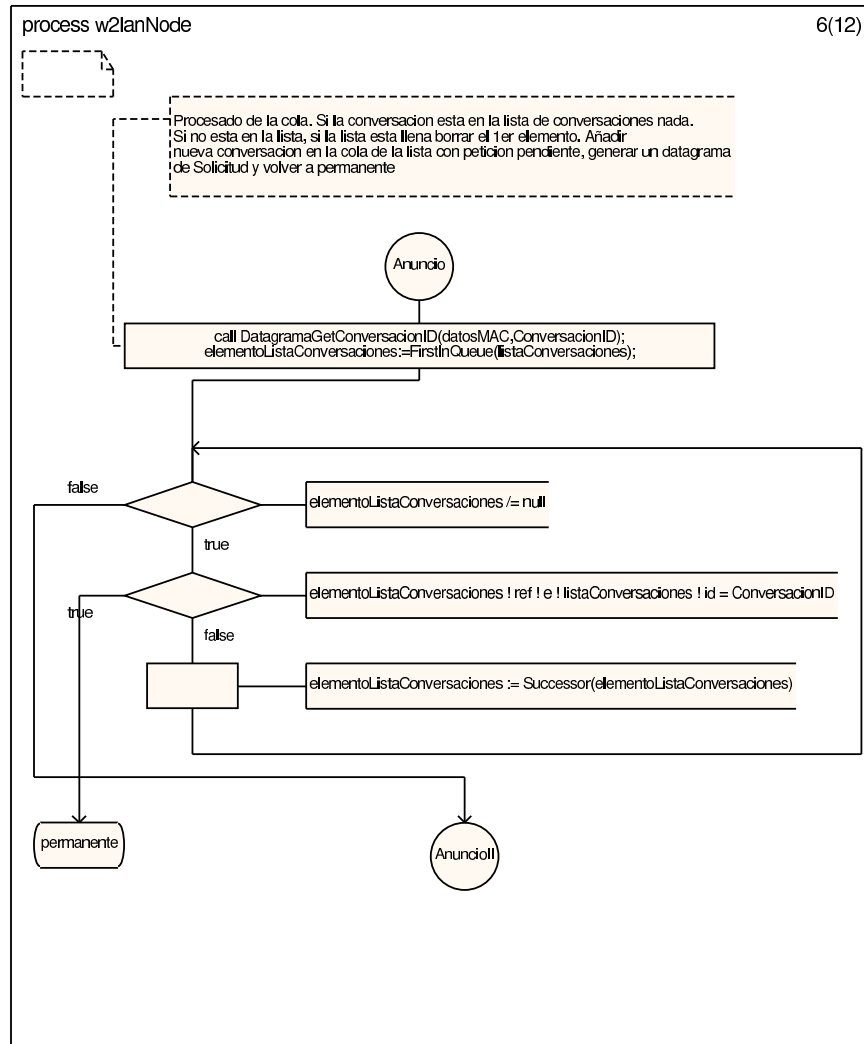 process w2lanNode
6(12)
Procesado de la cola. Si la conversacion esta en la lista de conversaciones nada.
Si no esta en la lista, si la lista esta llena borrar el 1er elemento. Añadir
nueva conversacion en la cola de la lista con peticion pendiente, generar un datagrama
de Solicitud y volver a permanente
Anuncio
call DatagramaGetConversacionID(datosMAC,ConversacionID);
elementoListaConversaciones:=FirstInQueue(listaConversaciones);
false
elementoListaConversaciones /= null
true
elementoListaConversaciones ! ref ! e ! listaConversaciones ! id = ConversacionID
true
false
elementoListaConversaciones := Successor(elementoListaConversaciones)
permanente
AnuncioII